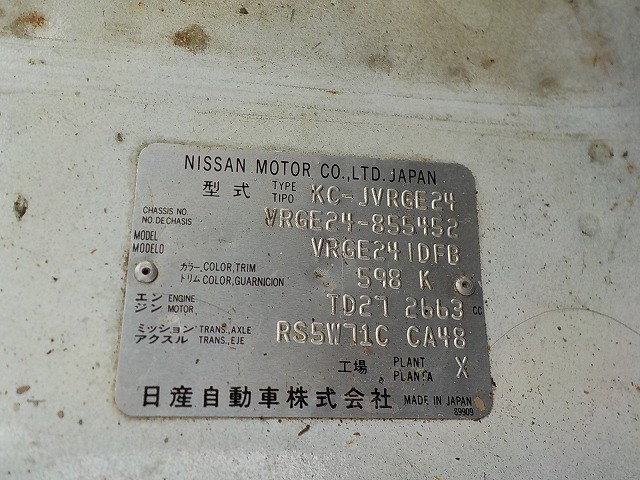 NISSAN MOTOR CO.,LTD. JAPAN
型式 TYPE TIPO KC-JVRGE24
CHASSIS NO. NO. DE CHASIS VRGE24-855452
MODEL MODELO VRGE241DFB
カラー, COLOR, TRIM トリム COLOR, GUARNICION 598 K
エンジン ENGINE MOTOR TD27 2663 CC
ミッション TRANS., AXLE アクスル TRANS., EJE RS5W71C CA48
工場 PLANT PLANTA X
日産自動車株式会社 MADE IN JAPAN
89909